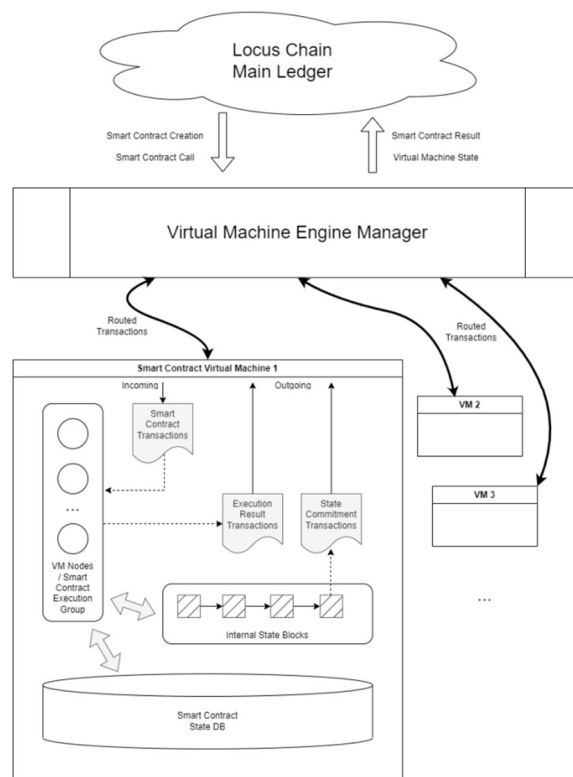 Locus Chain
Main Ledger
Smart Contract Creation
Smart Contract Call
Smart Contract Result
Virtual Machine State
Virtual Machine Engine Manager
Routed
Transactions
Routed
Transactions
Smart Contract Virtual Machine 1
Incoming
Outgoing
Smart
Contract
Transactions
VM 2
Execution
Result
Transactions
State
Commitment
Transactions
VM 3
...
VM Nodes
/ Smart
Contract
Execution
Group
Internal State Blocks
...
Smart Contract
State DB